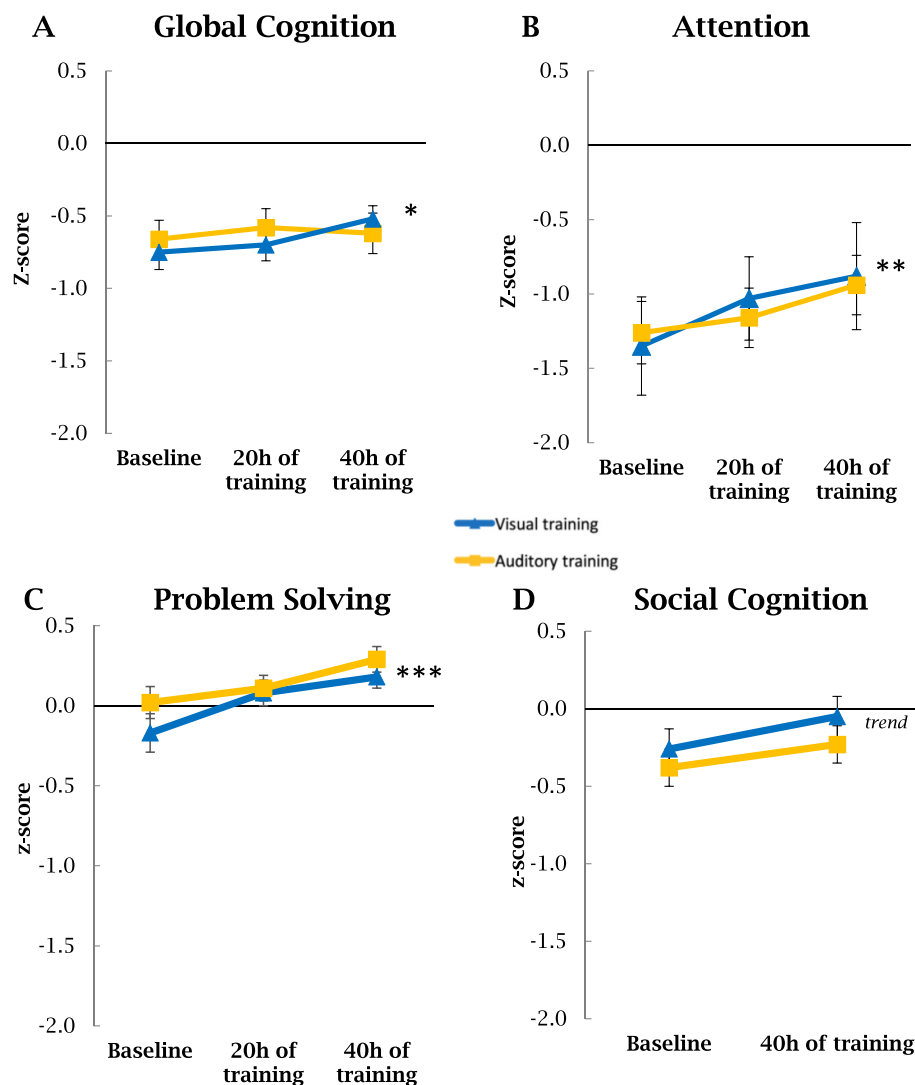 A Global Cognition
0.5
0.0
-0.5
-1.0
-1.5
-2.0
Z-score
*
Baseline 20h of 40h of
training training
B Attention
0.5
0.0
-0.5
-1.0
-1.5
-2.0
Z-score
**
Baseline 20h of 40h of
training training
Visual training
Auditory training
C Problem Solving
0.5
0.0
-0.5
-1.0
-1.5
-2.0
z-score
***
Baseline 20h of 40h of
training training
D Social Cognition
0.5
0.0
-0.5
-1.0
-1.5
-2.0
z-score
trend
Baseline 40h of training